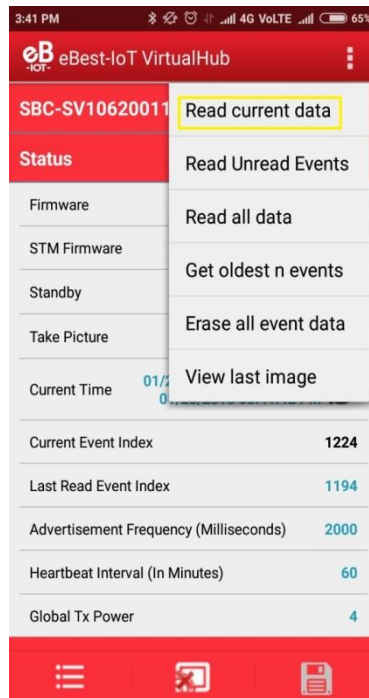 3:41 PM 4G VoLTE 65%
eB
-IOT-
eBest-IoT VirtualHub
SBC-SV10620011
Read current data
Status
Read Unread Events
Firmware
Read all data
STM Firmware
Get oldest n events
Standby
Erase all event data
Take Picture
View last image
Current Time 01/2
Current Event Index 1224
Last Read Event Index 1194
Advertisement Frequency (Milliseconds) 2000
Heartbeat Interval (In Minutes) 60
Global Tx Power 4